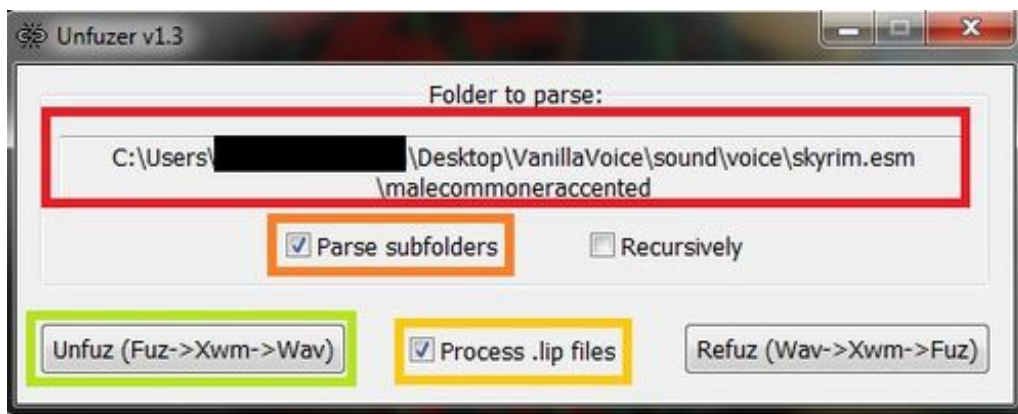 Unfuzer v1.3
Folder to parse:
C:\Users\ \Desktop\VanillaVoice\sound\voice\skyrim.esm
\malecommoneraccented
Parse subfolders Recursively
Unfuz (Fuz->Xwm->Wav) Process .lip files Refuz (Wav->Xwm->Fuz)